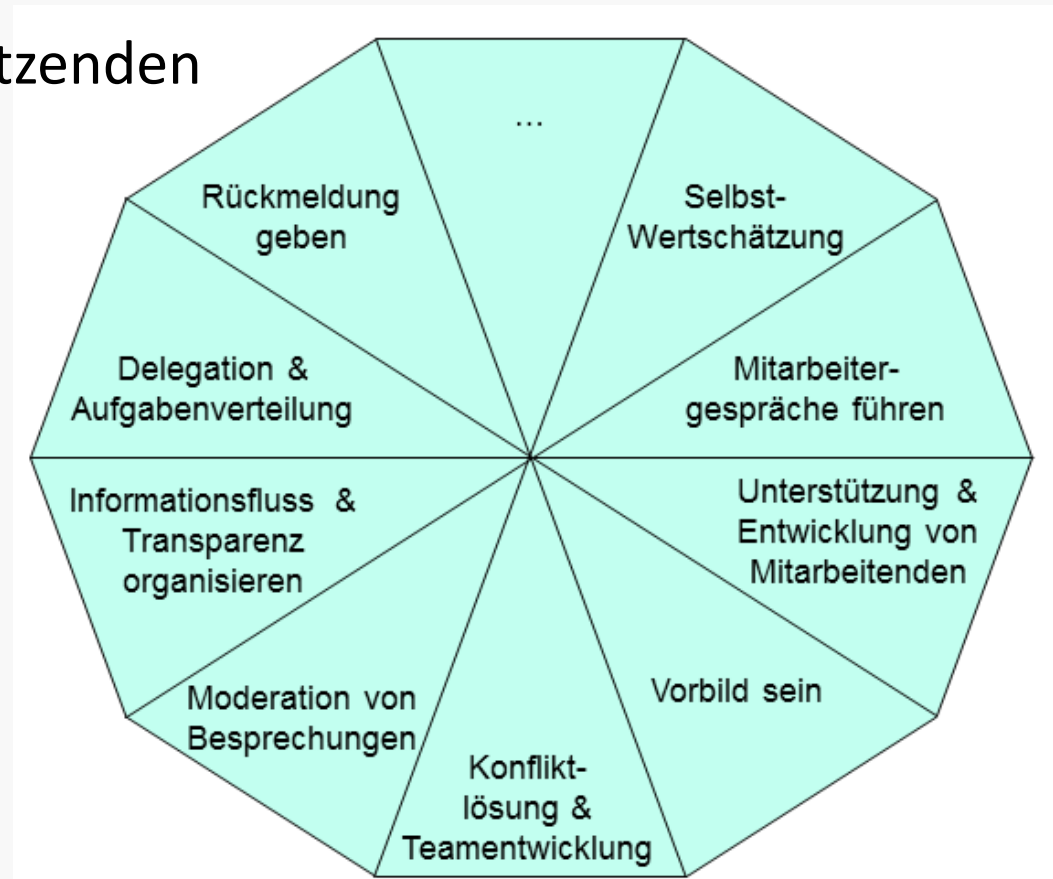 tzenden
...
Rückmeldung
geben
Selbst-
Wertschätzung
Delegation &
Aufgabenverteilung
Mitarbeiter-
gespräche führen
Informationsfluss &
Transparenz
organisieren
Unterstützung &
Entwicklung von
Mitarbeitenden
Moderation von
Besprechungen
Vorbild sein
Konflikt-
lösung &
Teamentwicklung